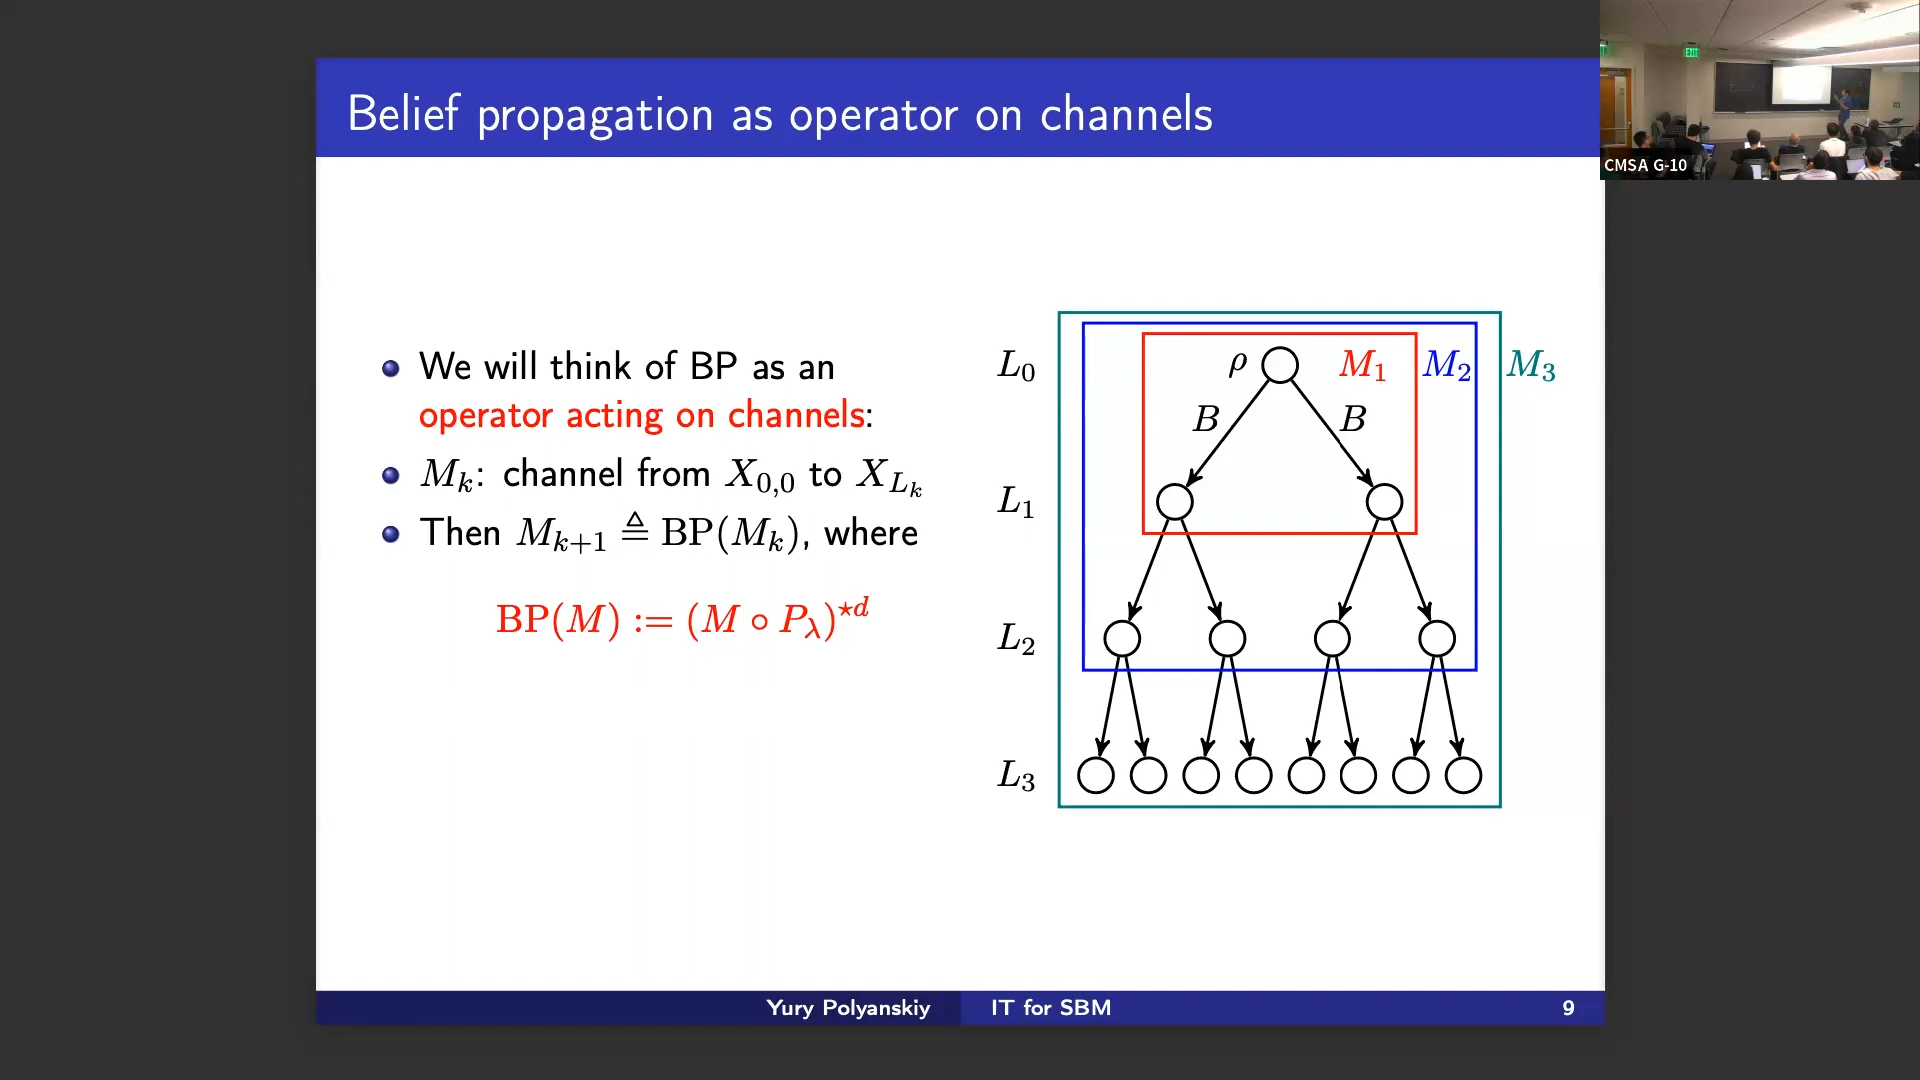 Belief propagation as operator on channels
EXIT
CMSA G-10
We will think of BP as an
operator acting on channels:
M_k: channel from X_{0,0} to X_{L_k}
Then M_{k+1} ≜ BP(M_k), where
BP(M) := (M ∘ P_λ)^{⋆d}
L_0 ρ M_1 M_2 M_3
B B
L_1
L_2
L_3
Yury Polyanskiy IT for SBM 9